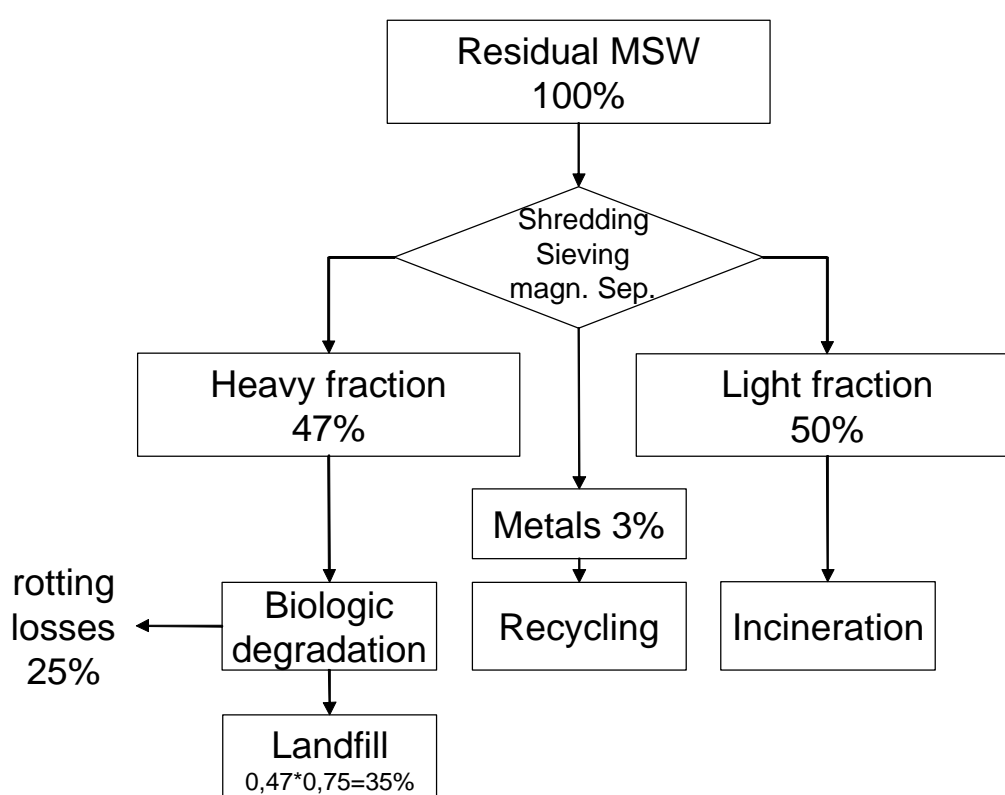 Residual MSW
100%
Shredding
Sieving
magn. Sep.
Heavy fraction
47%
Light fraction
50%
Metals 3%
rotting
losses
25%
Biologic
degradation
Recycling
Incineration
Landfill
0,47*0,75=35%